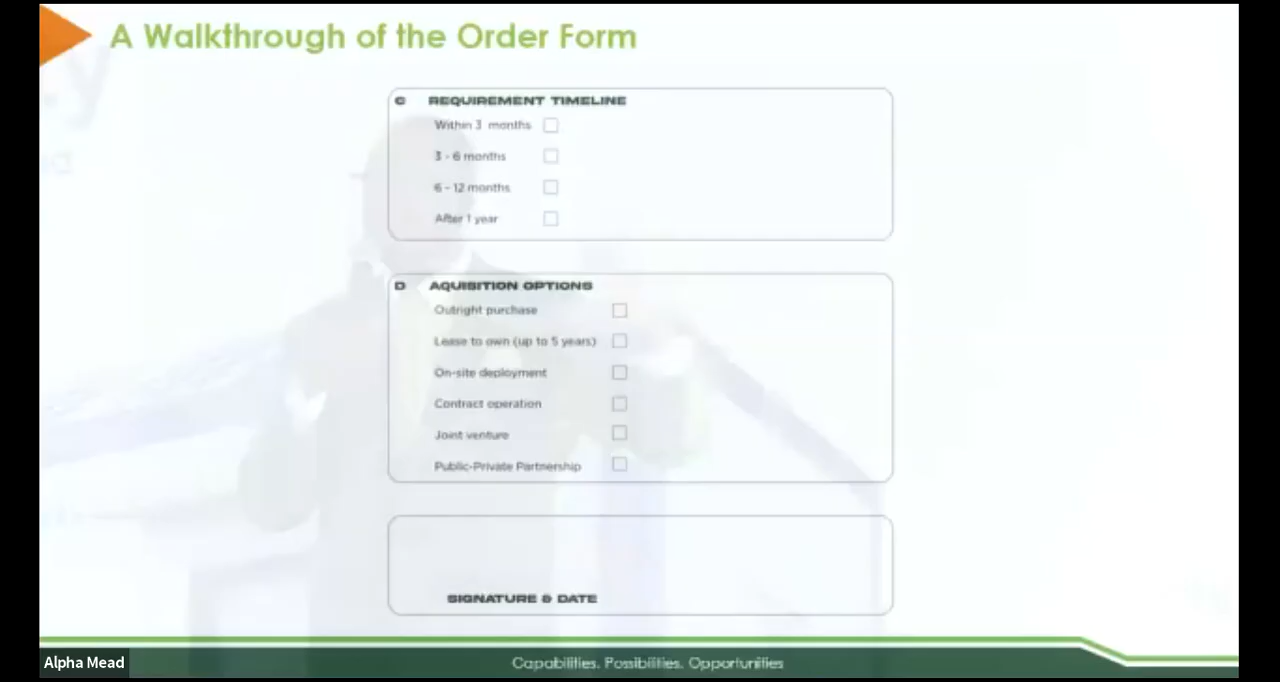 A Walkthrough of the Order Form
C REQUIREMENT TIMELINE
Within 3 months
3 - 6 months
6 - 12 months
After 1 year
D AQUISITION OPTIONS
Outright purchase
Lease to own (up to 5 years)
On-site deployment
Contract operation
Joint venture
Public-Private Partnership
SIGNATURE & DATE
Alpha Mead
Capabilities. Possibilities. Opportunities